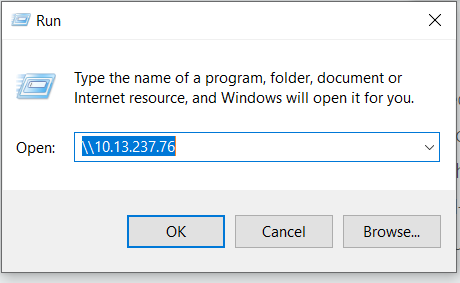 Run
Type the name of a program, folder, document or
Internet resource, and Windows will open it for you.
Open: \\10.13.237.76
OK Cancel Browse...